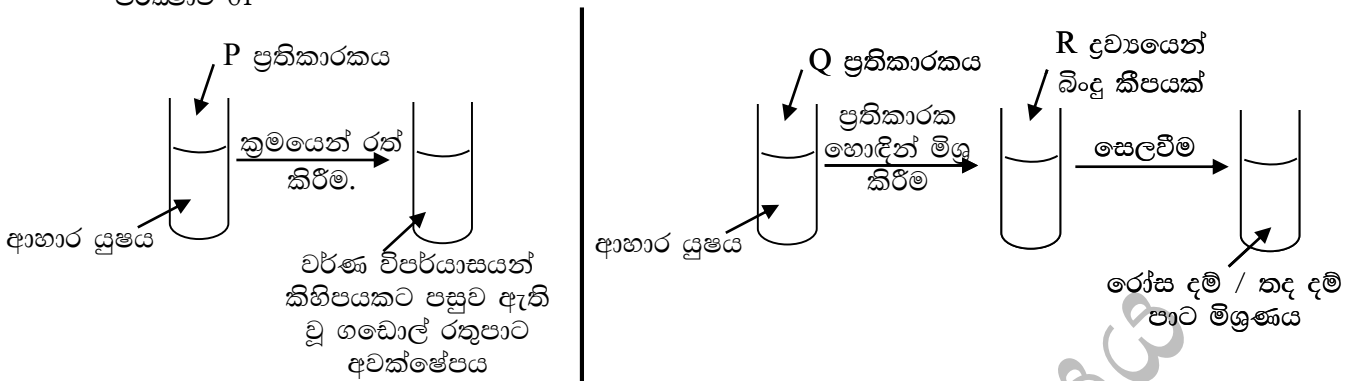 P ප්‍රතිකාරකය
ක්‍රමයෙන් රත්
කිරීම.
ආහාර යුෂය
වර්ණ විපර්යාසයන්
කිහිපයකට පසුව ඇති
වූ ගඩොල් රතුපාට
අවක්ෂේපය
Q ප්‍රතිකාරකය
ප්‍රතිකාරක
හොඳින් මිශ්‍ර
කිරීම
ආහාර යුෂය
R ද්‍රව්‍යයෙන්
බිංදු කීපයක්
සෙලවීම
රෝස දම් / තද දම්
පාට මිශ්‍රණය